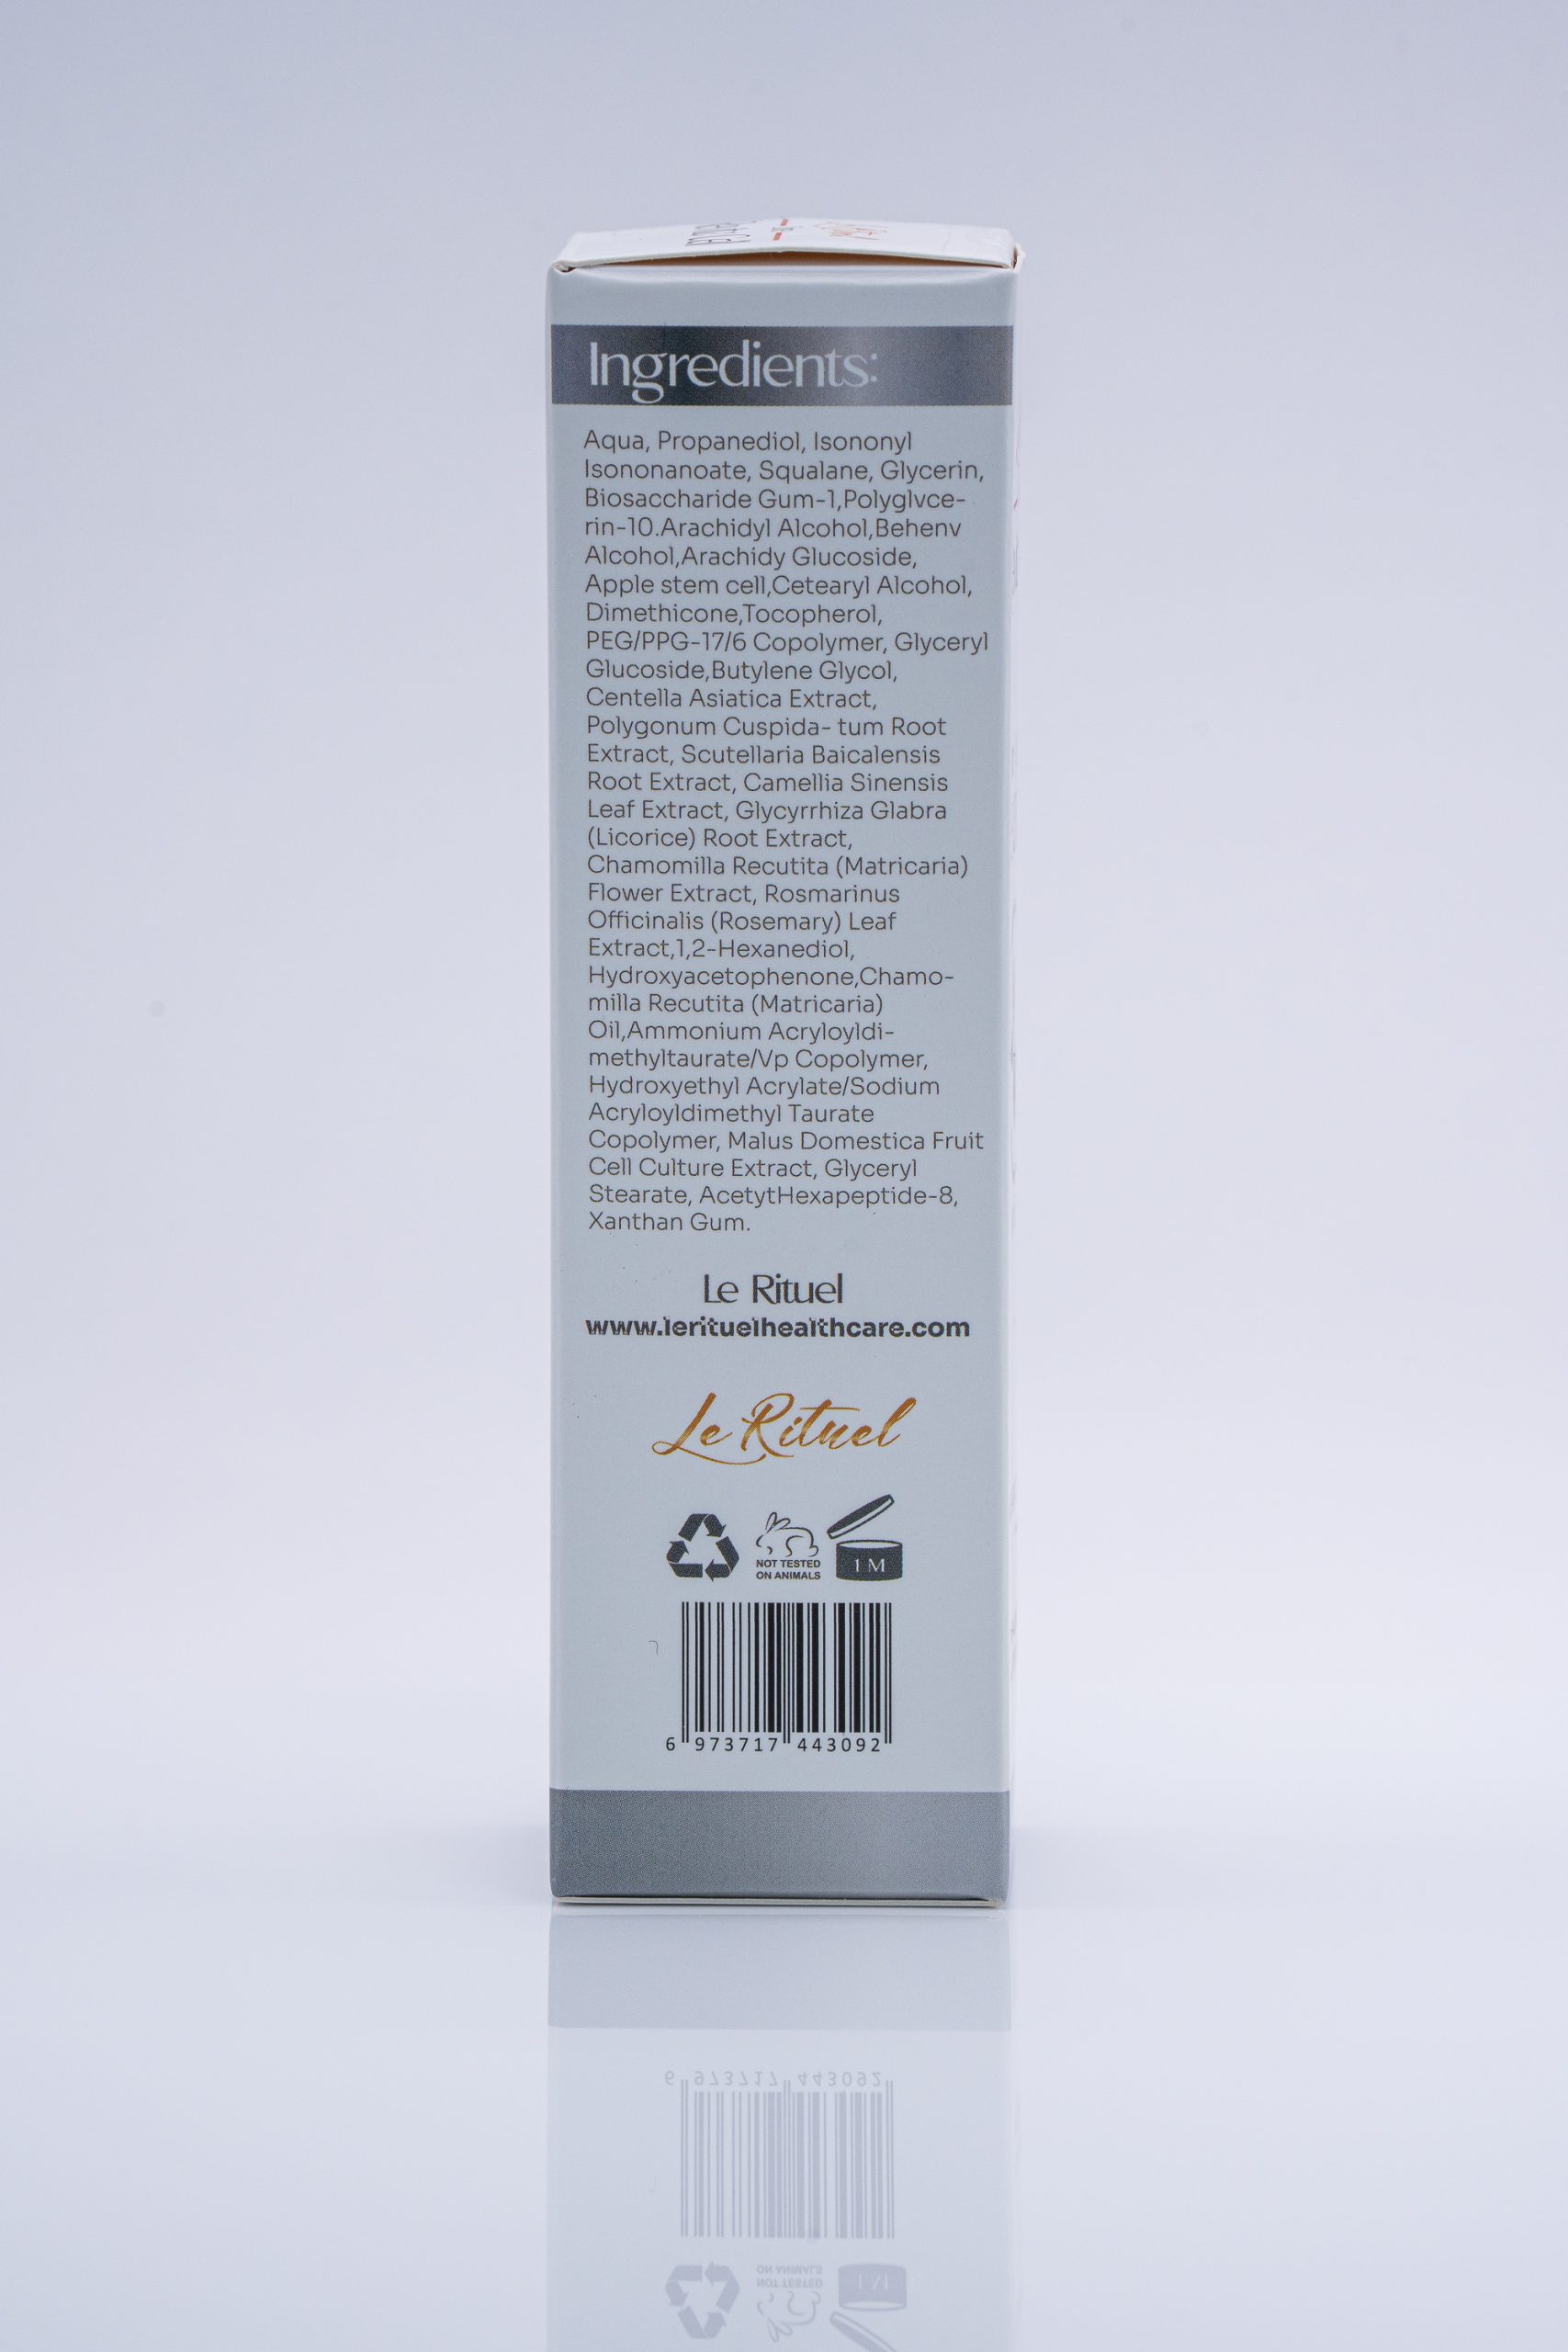 Ingredients:
Aqua, Propanediol, Isononyl
Isononanoate, Squalane, Glycerin,
Biosaccharide Gum-1,Polyglvce-
rin-10.Arachidyl Alcohol,Behenv
Alcohol,Arachidy Glucoside,
Apple stem cell,Cetearyl Alcohol,
Dimethicone,Tocopherol,
PEG/PPG-17/6 Copolymer, Glyceryl
Glucoside,Butylene Glycol,
Centella Asiatica Extract,
Polygonum Cuspida- tum Root
Extract, Scutellaria Baicalensis
Root Extract, Camellia Sinensis
Leaf Extract, Glycyrrhiza Glabra
(Licorice) Root Extract,
Chamomilla Recutita (Matricaria)
Flower Extract, Rosmarinus
Officinalis (Rosemary) Leaf
Extract,1,2-Hexanediol,
Hydroxyacetophenone,Chamo-
milla Recutita (Matricaria)
Oil,Ammonium Acryloyldi-
methyltaurate/Vp Copolymer,
Hydroxyethyl Acrylate/Sodium
Acryloyldimethyl Taurate
Copolymer, Malus Domestica Fruit
Cell Culture Extract, Glyceryl
Stearate, AcetytHexapeptide-8,
Xanthan Gum.
Le Rituel
www.lerituelhealthcare.com
Le Rituel
NOT TESTED
ON ANIMALS
1 M
6 973717 443092